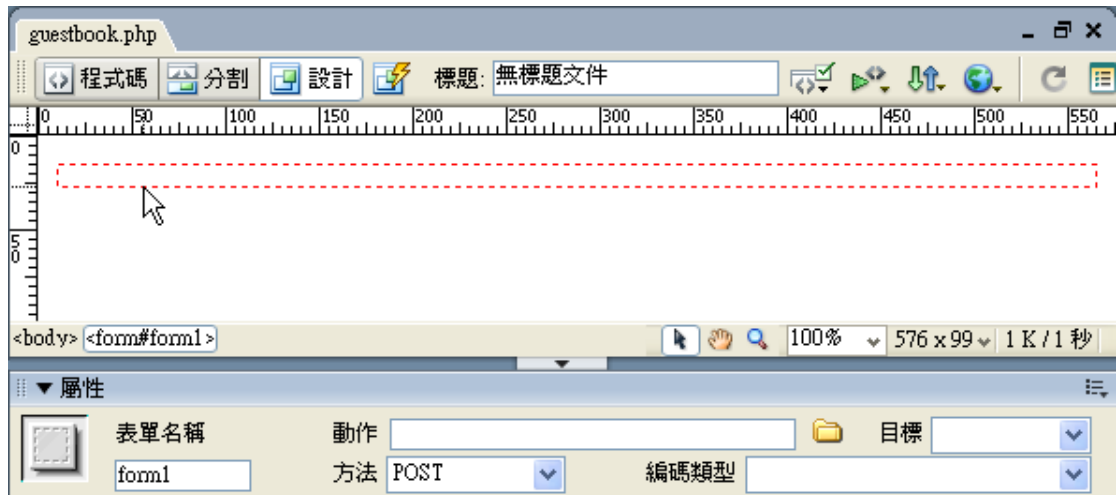 guestbook.php
程式碼 分割 設計 標題: 無標題文件
0 50 100 150 200 250 300 350 400 450 500 550
0
50
<body> <form#form1> 100% 576 x 99 1 K / 1 秒
屬性
表單名稱 動作 目標
form1 方法 POST 編碼類型